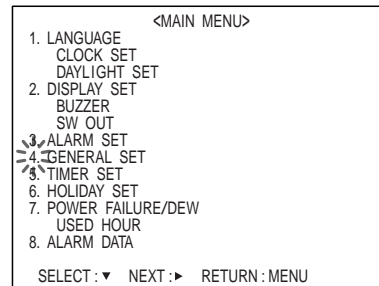 <MAIN MENU>
1. LANGUAGE
CLOCK SET
DAYLIGHT SET
2. DISPLAY SET
BUZZER
SW OUT
3. ALARM SET
4. GENERAL SET
5. TIMER SET
6. HOLIDAY SET
7. POWER FAILURE/DEW
USED HOUR
8. ALARM DATA
SELECT : ▼ NEXT : ► RETURN : MENU